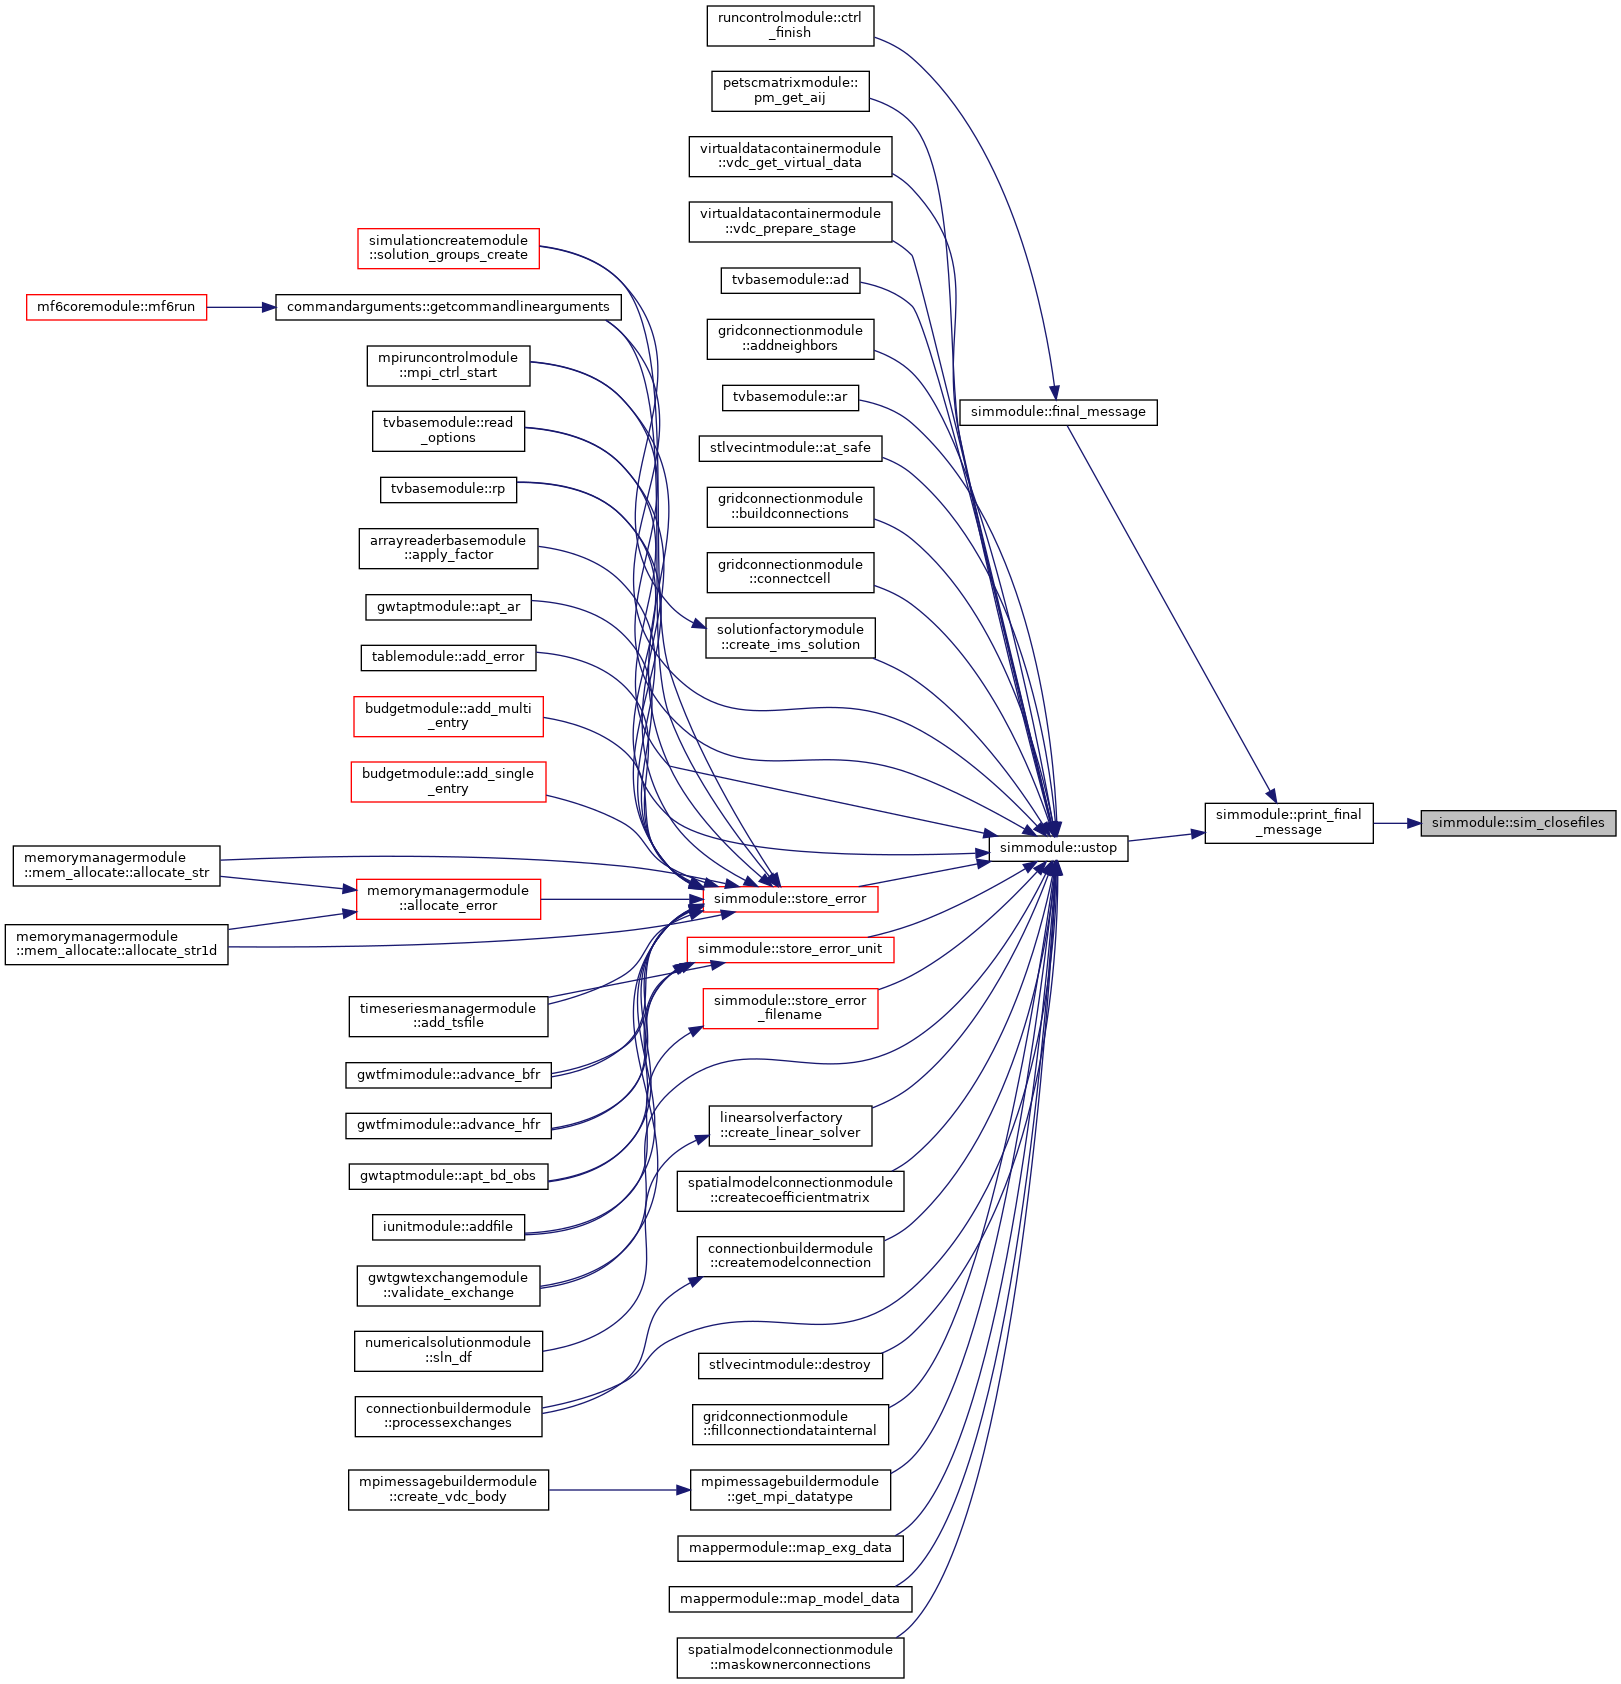 runcontrolmodule::ctrl
_finish
petscmatrixmodule::
pm_get_aij
virtualdatacontainermodule
::vdc_get_virtual_data
virtualdatacontainermodule
::vdc_prepare_stage
simulationcreatemodule
::solution_groups_create
tvbasemodule::ad
mf6coremodule::mf6run
commandarguments::getcommandlinearguments
gridconnectionmodule
::addneighbors
mpiruncontrolmodule
::mpi_ctrl_start
tvbasemodule::ar
simmodule::final_message
tvbasemodule::read
_options
stlvecintmodule::at_safe
tvbasemodule::rp
gridconnectionmodule
::buildconnections
arrayreaderbasemodule
::apply_factor
gridconnectionmodule
::connectcell
gwtaptmodule::apt_ar
solutionfactorymodule
::create_ims_solution
tablemodule::add_error
budgetmodule::add_multi
_entry
budgetmodule::add_single
_entry
simmodule::print_final
_message
simmodule::sim_closefiles
simmodule::ustop
memorymanagermodule
::mem_allocate::allocate_str
memorymanagermodule
::allocate_error
simmodule::store_error
memorymanagermodule
::mem_allocate::allocate_str1d
simmodule::store_error_unit
timeseriesmanagermodule
::add_tsfile
simmodule::store_error
_filename
gwtfmimodule::advance_bfr
gwtfmimodule::advance_hfr
linearsolverfactory
::create_linear_solver
gwtaptmodule::apt_bd_obs
spatialmodelconnectionmodule
::createcoefficientmatrix
iunitmodule::addfile
connectionbuildermodule
::createmodelconnection
gwtgwtexchangemodule
::validate_exchange
numericalsolutionmodule
::sln_df
stlvecintmodule::destroy
connectionbuildermodule
::processexchanges
gridconnectionmodule
::fillconnectiondatainternal
mpimessagebuildermodule
::create_vdc_body
mpimessagebuildermodule
::get_mpi_datatype
mappermodule::map_exg_data
mappermodule::map_model_data
spatialmodelconnectionmodule
::maskownerconnections